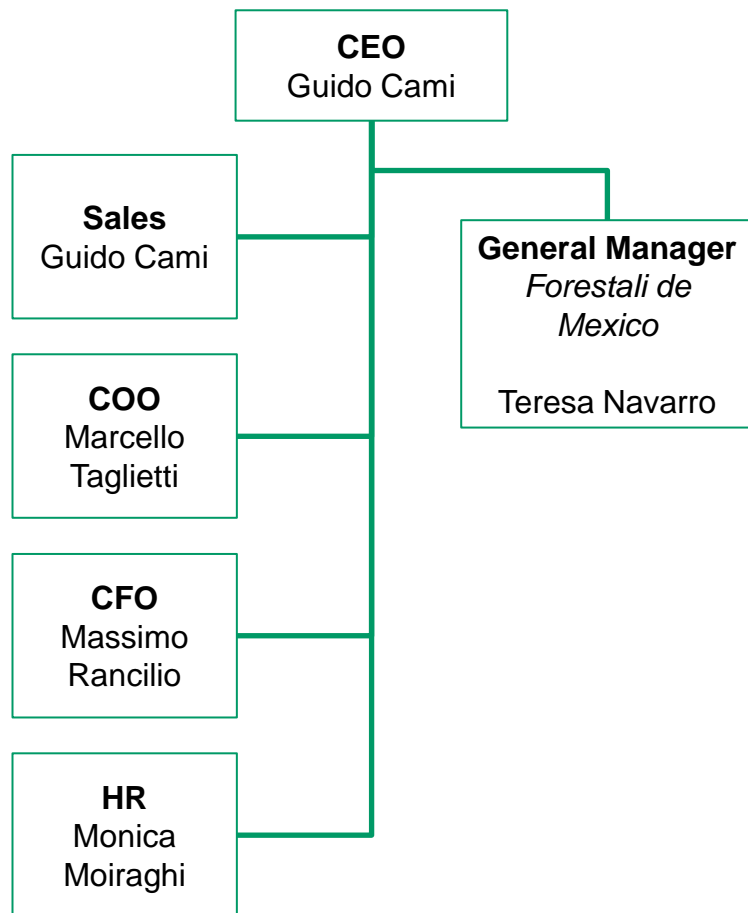 CEO
Guido Cami
Sales
Guido Cami
General Manager
Forestali de
Mexico
Teresa Navarro
COO
Marcello
Taglietti
CFO
Massimo
Rancilio
HR
Monica
Moiraghi